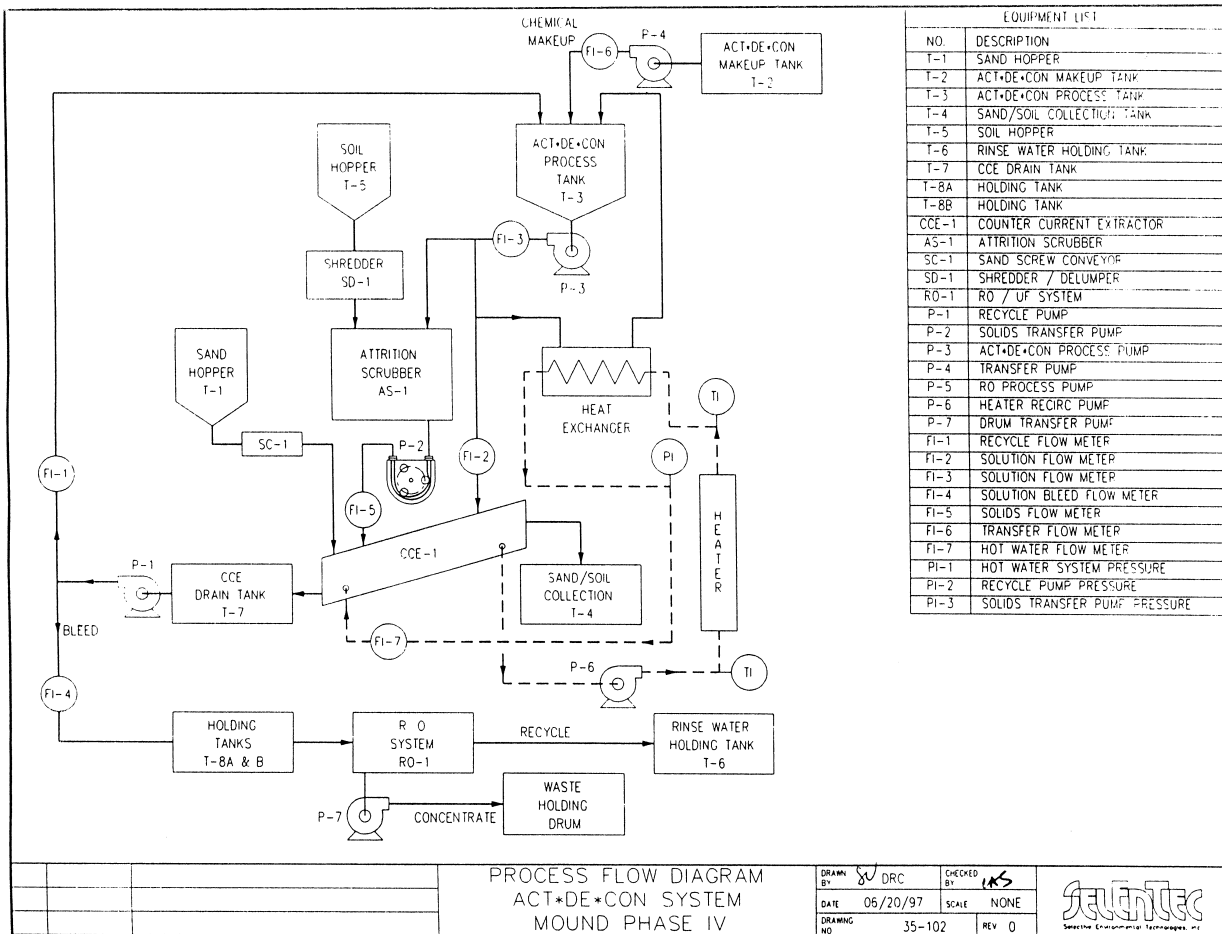 CHEMICAL
MAKEUP
FI-6
P-4
ACT•DE•CON
MAKEUP TANK
T-2
SOIL
HOPPER
T-5
ACT•DE•CON
PROCESS
TANK
T-3
FI-3
P-3
SHREDDER
SD-1
SAND
HOPPER
T-1
ATTRITION
SCRUBBER
AS-1
HEAT
EXCHANGER
TI
SC-1
P-2
FI-2
PI
FI-1
FI-5
HEATER
CCE-1
P-1
CCE
DRAIN TANK
T-7
SAND/SOIL
COLLECTION
T-4
BLEED
FI-7
P-6
TI
FI-4
HOLDING
TANKS
T-8A & B
R O
SYSTEM
RO-1
RECYCLE
RINSE WATER
HOLDING TANK
T-6
P-7
CONCENTRATE
WASTE
HOLDING
DRUM
EQUIPMENT LIST
NO. DESCRIPTION
T-1 SAND HOPPER
T-2 ACT•DE•CON MAKEUP TANK
T-3 ACT•DE•CON PROCESS TANK
T-4 SAND/SOIL COLLECTION TANK
T-5 SOIL HOPPER
T-6 RINSE WATER HOLDING TANK
T-7 CCE DRAIN TANK
T-8A HOLDING TANK
T-8B HOLDING TANK
CCE-1 COUNTER CURRENT EXTRACTOR
AS-1 ATTRITION SCRUBBER
SC-1 SAND SCREW CONVEYOR
SD-1 SHREDDER / DELUMPER
RO-1 RO / UF SYSTEM
P-1 RECYCLE PUMP
P-2 SOLIDS TRANSFER PUMP
P-3 ACT•DE•CON PROCESS PUMP
P-4 TRANSFER PUMP
P-5 RO PROCESS PUMP
P-6 HEATER RECIRC PUMP
P-7 DRUM TRANSFER PUMP
FI-1 RECYCLE FLOW METER
FI-2 SOLUTION FLOW METER
FI-3 SOLUTION FLOW METER
FI-4 SOLUTION BLEED FLOW METER
FI-5 SOLIDS FLOW METER
FI-6 TRANSFER FLOW METER
FI-7 HOT WATER FLOW METER
PI-1 HOT WATER SYSTEM PRESSURE
PI-2 RECYCLE PUMP PRESSURE
PI-3 SOLIDS TRANSFER PUMP PRESSURE
PROCESS FLOW DIAGRAM
ACT*DE*CON SYSTEM
MOUND PHASE IV
DRAWN BY DRC CHECKED BY
DATE 06/20/97 SCALE NONE
DRAWING NO 35-102 REV 0
SELENTEC
Selective Environmental Technologies, Inc